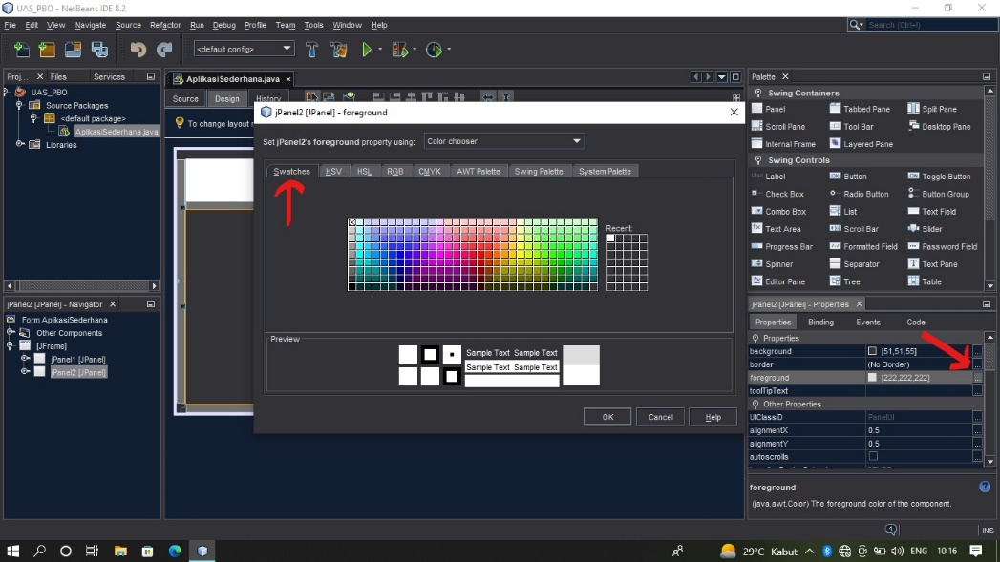 UAS_PBO - NetBeans IDE 8.2
File Edit View Navigate Source Refactor Run Debug Profile Team Tools Window Help
Search (Ctrl+I)
<default config>
Proj... Files Services
UAS_PBO
Source Packages
<default package>
AplikasiSederhana.java
Libraries
AplikasiSederhana.java
Source Design History
To change layout
jPanel2 [JPanel] - foreground
Set jPanel2's foreground property using: Color chooser
Swatches HSV HSL RGB CMYK AWT Palette Swing Palette System Palette
Recent:
Preview
Sample Text Sample Text
Sample Text Sample Text
OK Cancel Help
jPanel2 [JPanel] - Navigator
Form AplikasiSederhana
Other Components
[JFrame]
jPanel1 [JPanel]
jPanel2 [JPanel]
Palette
Swing Containers
Panel Tabbed Pane Split Pane
Scroll Pane Tool Bar Desktop Pane
Internal Frame Layered Pane
Swing Controls
Label Button Toggle Button
Check Box Radio Button Button Group
Combo Box List Text Field
Text Area Scroll Bar Slider
Progress Bar Formatted Field Password Field
Spinner Separator Text Pane
Editor Pane Tree Table
jPanel2 [JPanel] - Properties
Properties Binding Events Code
Properties
background [51,51,55] ...
border (No Border) ...
foreground [222,222,222] ...
toolTipText ...
Other Properties
UIClassID PanelUI ...
alignmentX 0.5 ...
alignmentY 0.5 ...
autoscrolls ...
foreground
(java.awt.Color) The foreground color of the component.
INS
29°C Kabut ENG 10:16